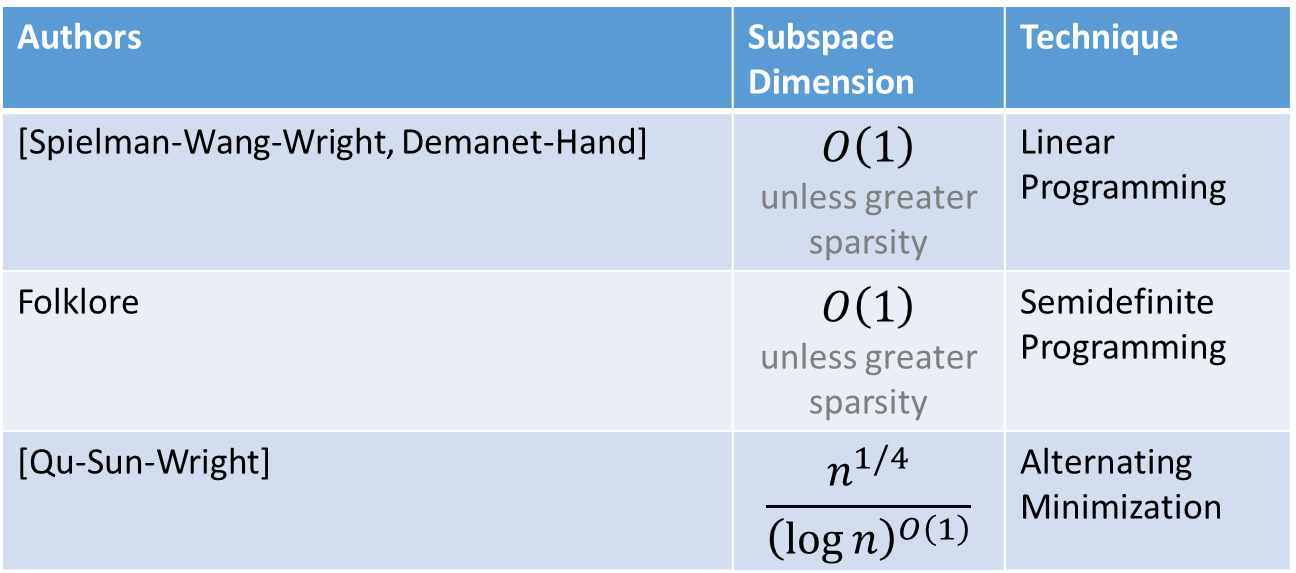 Authors
Subspace Dimension
Technique
[Spielman-Wang-Wright, Demanet-Hand]
O(1)
unless greater
sparsity
Linear
Programming
Folklore
O(1)
unless greater
sparsity
Semidefinite
Programming
[Qu-Sun-Wright]
n^{1/4}
(log n)^{O(1)}
Alternating
Minimization